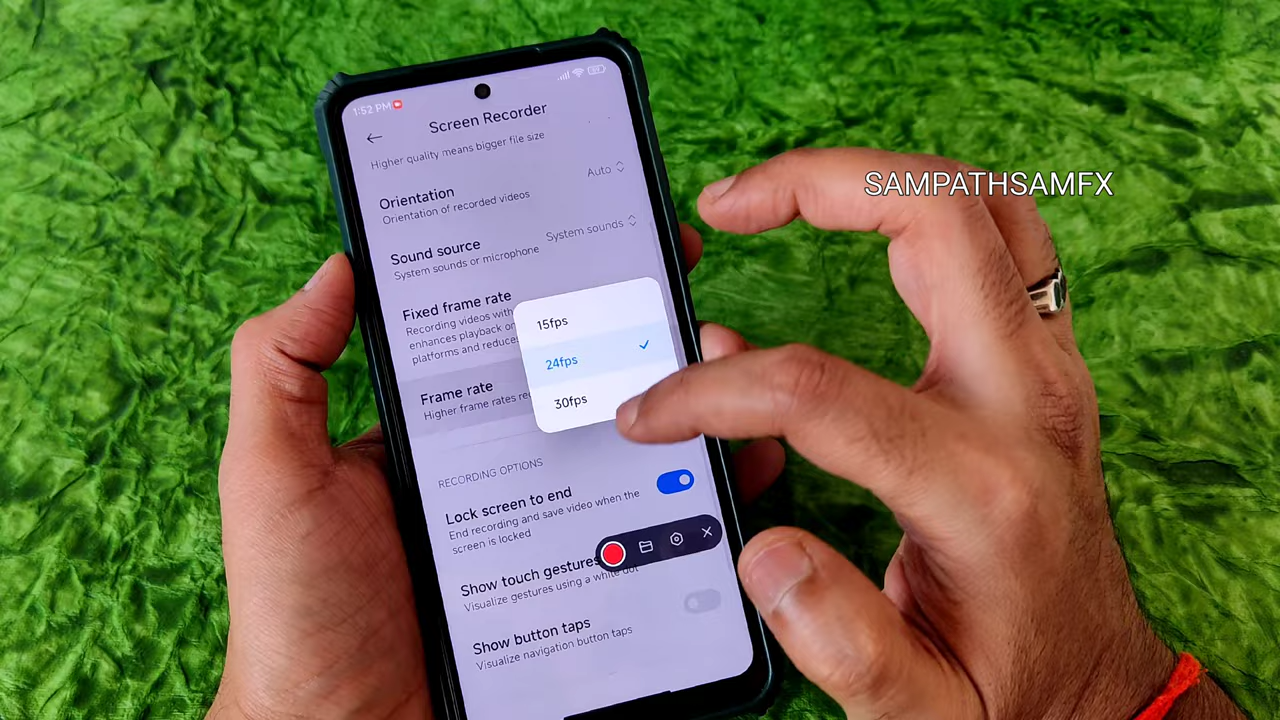 SAMPATHSAMFX
1:52 PM
Screen Recorder
Higher quality means bigger file size
Orientation
Auto
Orientation of recorded videos
Sound source
System sounds
System sounds or microphone
Fixed frame rate
Recording videos with
enhances playback on
platforms and reduce
15fps
24fps
30fps
Frame rate
Higher frame rates
RECORDING OPTIONS
Lock screen to end
End recording and save video when the
screen is locked
Show touch gestures
Visualize gestures using a white dot
Show button taps
Visualize navigation button taps